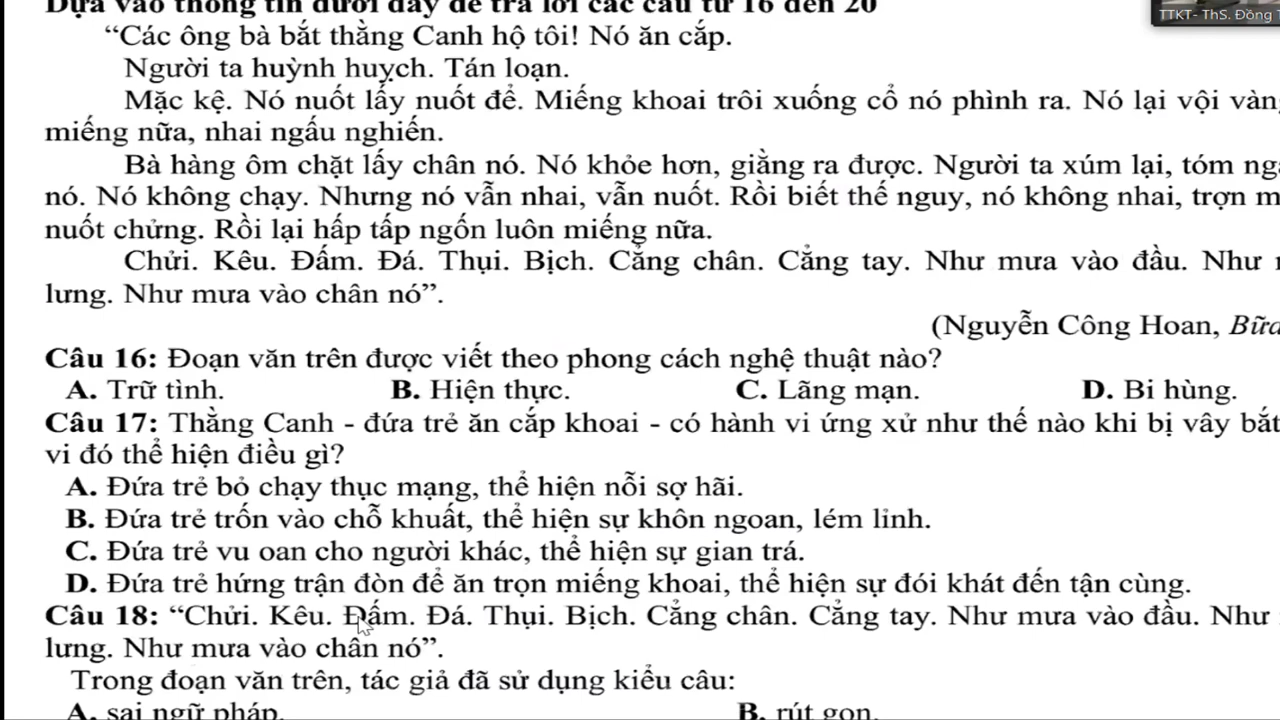 Dựa vào thông tin dưới đây để trả lời các câu từ 16 đến 20
TTKT- ThS. Đồng
“Các ông bà bắt thằng Canh hộ tôi! Nó ăn cắp.
Người ta huỳnh huỵch. Tán loạn.
Mặc kệ. Nó nuốt lấy nuốt để. Miếng khoai trôi xuống cổ nó phình ra. Nó lại vội
miếng nữa, nhai ngấu nghiến.
Bà hàng ôm chặt lấy chân nó. Nó khỏe hơn, giằng ra được. Người ta xúm lại, tóm
nó. Nó không chạy. Nhưng nó vẫn nhai, vẫn nuốt. Rồi biết thế nguy, nó không nhai, trợn
nuốt chửng. Rồi lại hấp tấp ngốn luôn miếng nữa.
Chửi. Kêu. Đấm. Đá. Thụi. Bịch. Cẳng chân. Cẳng tay. Như mưa vào đầu. Như
lưng. Như mưa vào chân nó”.
(Nguyễn Công Hoan,
Câu 16: Đoạn văn trên được viết theo phong cách nghệ thuật nào?
A. Trữ tình. B. Hiện thực. C. Lãng mạn. D. Bi hùng.
Câu 17: Thằng Canh - đứa trẻ ăn cắp khoai - có hành vi ứng xử như thế nào khi bị vây bắt
vi đó thể hiện điều gì?
A. Đứa trẻ bỏ chạy thục mạng, thể hiện nỗi sợ hãi.
B. Đứa trẻ trốn vào chỗ khuất, thể hiện sự khôn ngoan, lém lỉnh.
C. Đứa trẻ vu oan cho người khác, thể hiện sự gian trá.
D. Đứa trẻ hứng trận đòn để ăn trọn miếng khoai, thể hiện sự đói khát đến tận cùng.
Câu 18: “Chửi. Kêu. Đấm. Đá. Thụi. Bịch. Cẳng chân. Cẳng tay. Như mưa vào đầu. Như
lưng. Như mưa vào chân nó”.
Trong đoạn văn trên, tác giả đã sử dụng kiểu câu:
A. sai ngữ pháp. B. rút gọn.